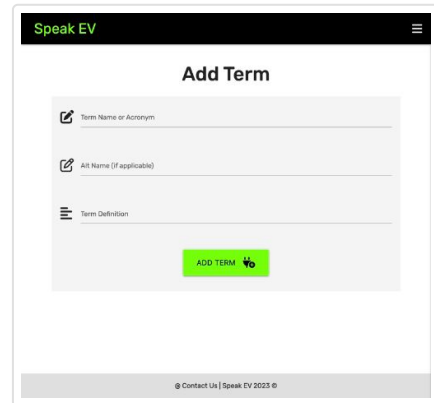 Speak EV
Add Term
Term Name or Acronym
Alt Name (if applicable)
Term Definition
ADD TERM
@ Contact Us | Speak EV 2023 ©